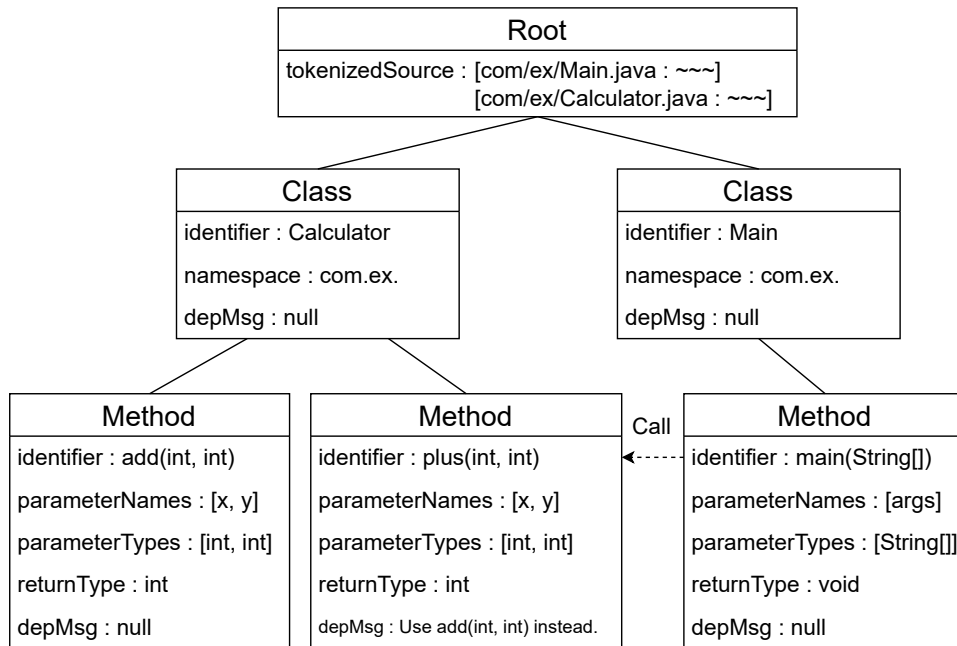 Root
tokenizedSource : [com/ex/Main.java : ~~~]
[com/ex/Calculator.java : ~~~]
Class
identifier : Calculator
namespace : com.ex.
depMsg : null
Class
identifier : Main
namespace : com.ex.
depMsg : null
Method
identifier : add(int, int)
parameterNames : [x, y]
parameterTypes : [int, int]
returnType : int
depMsg : null
Method
identifier : plus(int, int)
parameterNames : [x, y]
parameterTypes : [int, int]
returnType : int
depMsg : Use add(int, int) instead.
Call
Method
identifier : main(String[])
parameterNames : [args]
parameterTypes : [String[]]
returnType : void
depMsg : null